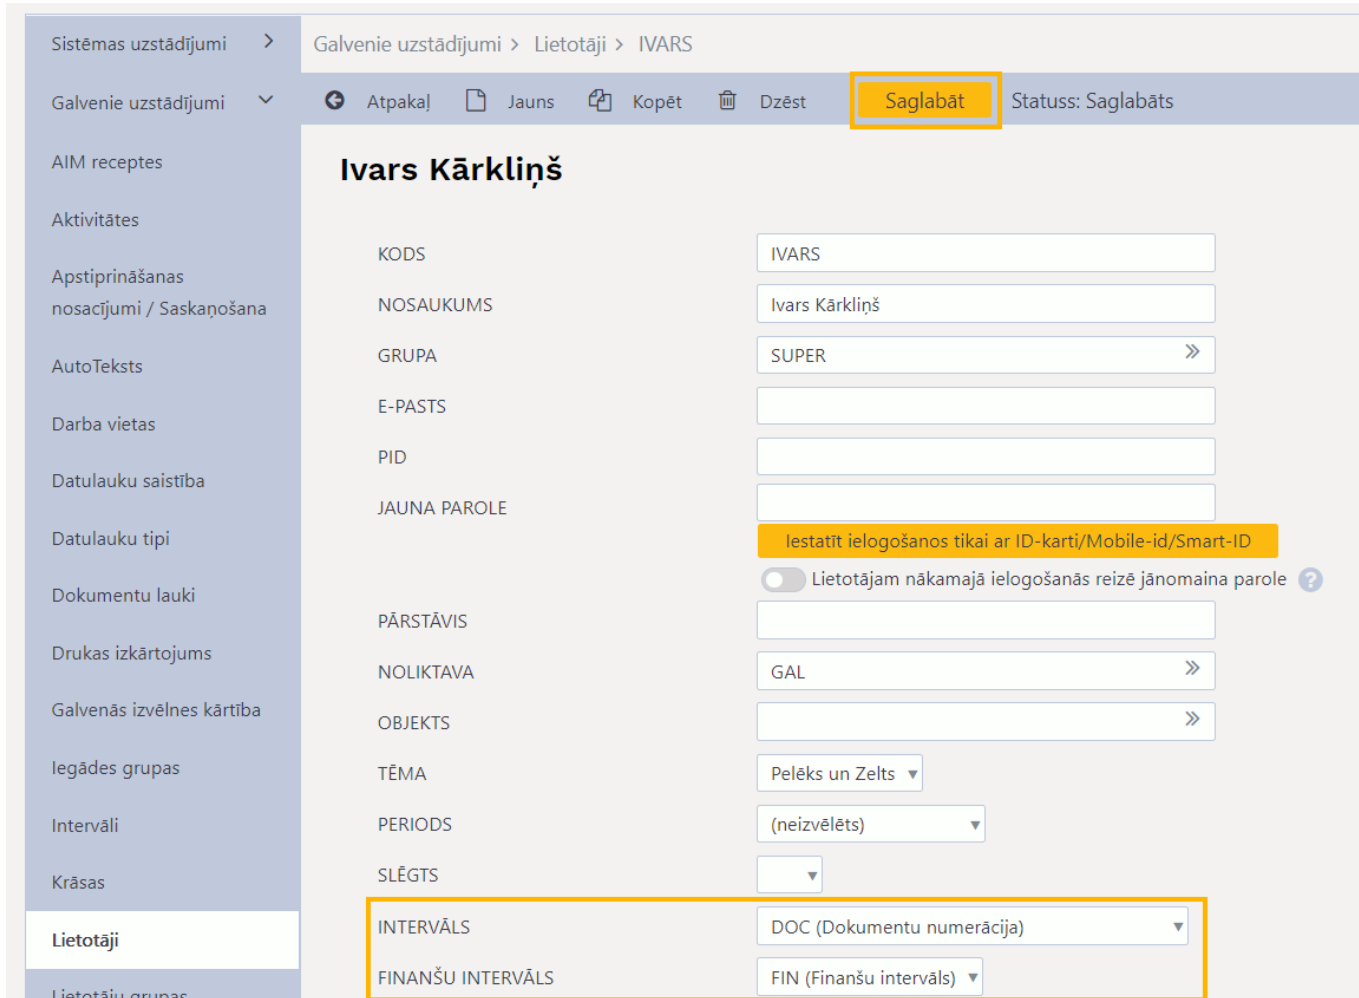 Sistēmas uzstādījumi
Galvenie uzstādījumi
AIM receptes
Aktivitātes
Apstiprināšanas
nosacījumi / Saskaņošana
AutoTeksts
Darba vietas
Datulauku saistība
Datulauku tipi
Dokumentu lauki
Drukas izkārtojums
Galvenās izvēlnes kārtība
Iegādes grupas
Intervāli
Krāsas
Lietotāji
Lietotāju grupas
Galvenie uzstādījumi > Lietotāji > IVARS
Atpakaļ Jauns Kopēt Dzēst Saglabāt Statuss: Saglabāts
Ivars Kārkliņš
KODS IVARS
NOSAUKUMS Ivars Kārkliņš
GRUPA SUPER
E-PASTS
PID
JAUNA PAROLE
Iestatīt ielogošanos tikai ar ID-karti/Mobile-id/Smart-ID
Lietotājam nākamajā ielogošanās reizē jānomaina parole ?
PĀRSTĀVIS
NOLIKTAVA GAL
OBJEKTS
TĒMA Pelēks un Zelts
PERIODS (neizvēlēts)
SLĒGTS
INTERVĀLS DOC (Dokumentu numerācija)
FINANŠU INTERVĀLS FIN (Finanšu intervāls)